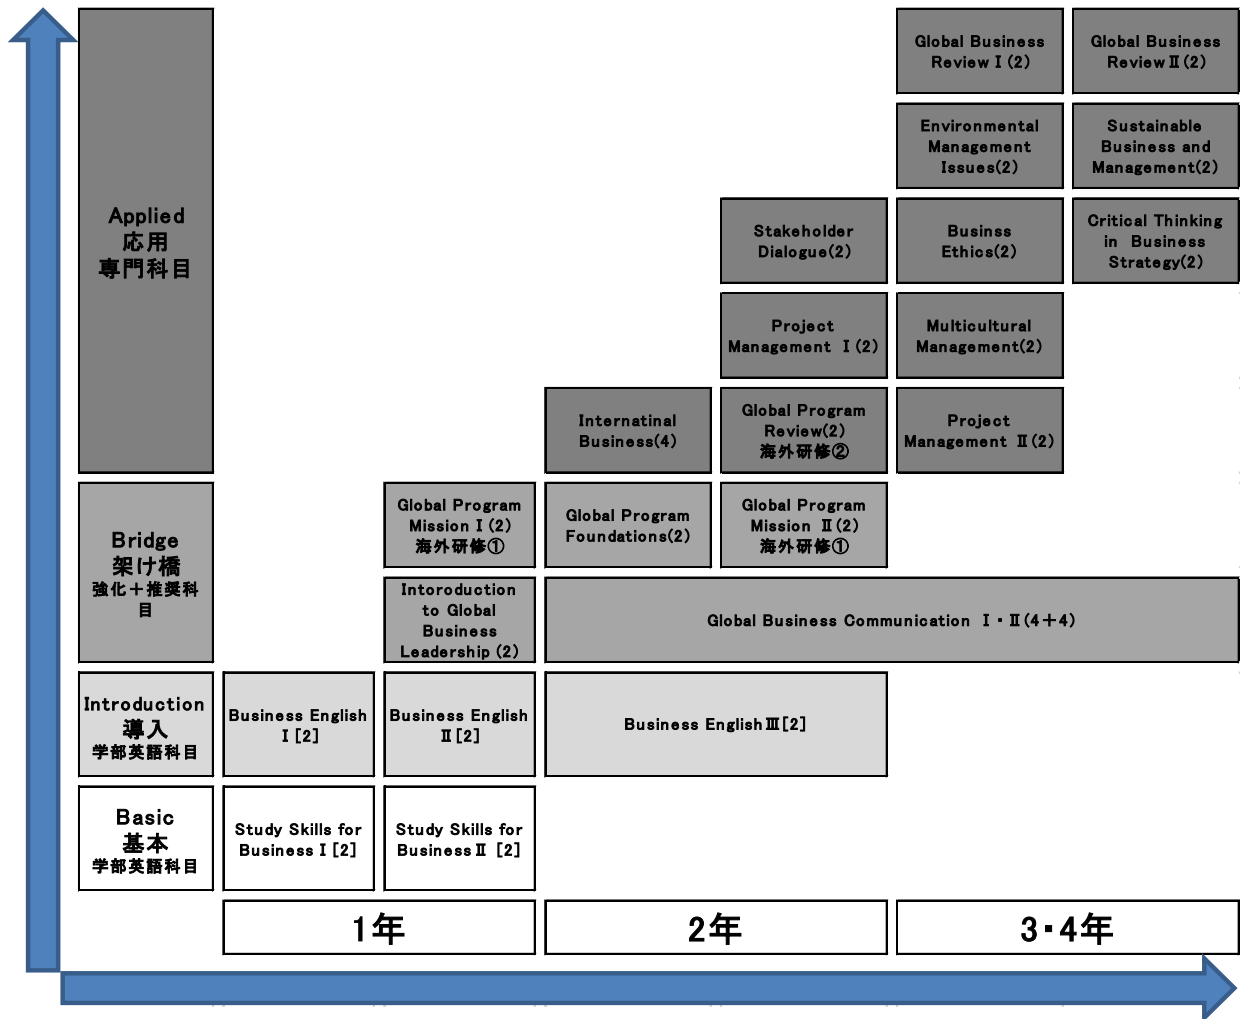 Applied
応用
専門科目
Global Business
Review Ⅰ(2)
Global Business
Review Ⅱ(2)
Environmental
Management
Issues(2)
Sustainable
Business and
Management(2)
Stakeholder
Dialogue(2)
Businss
Ethics(2)
Critical Thinking
in Business
Strategy(2)
Project
Management Ⅰ(2)
Multicultural
Management(2)
Internatinal
Business(4)
Global Program
Review(2)
海外研修②
Project
Management Ⅱ(2)
Bridge
架け橋
強化＋推奨科
目
Global Program
Mission Ⅰ(2)
海外研修①
Global Program
Foundations(2)
Global Program
Mission Ⅱ(2)
海外研修①
Intoroduction
to Global
Business
Leadership(2)
Global Business Communication Ⅰ・Ⅱ(4＋4)
Introduction
導入
学部英語科目
Business English
Ⅰ[2]
Business English
Ⅱ[2]
Business EnglishⅢ[2]
Basic
基本
学部英語科目
Study Skills for
Business Ⅰ[2]
Study Skills for
Business Ⅱ [2]
1年
2年
3・4年